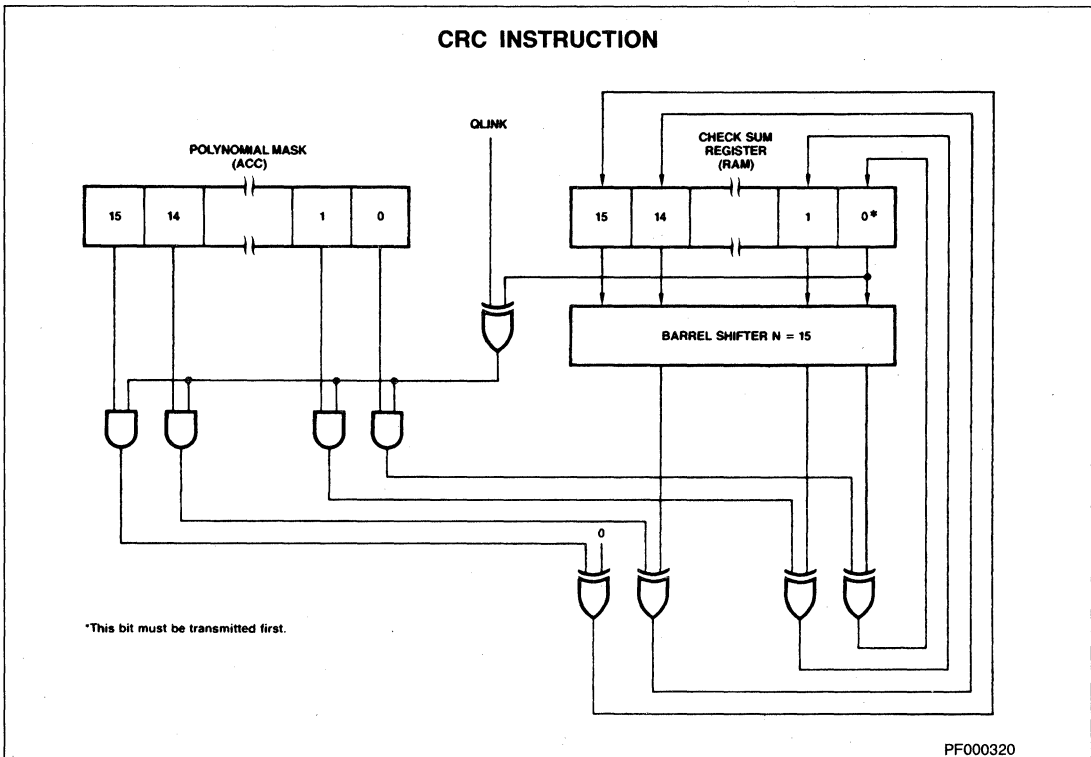 CRC INSTRUCTION
QLINK
POLYNOMIAL MASK
(ACC)
CHECK SUM
REGISTER
(RAM)
15 14 1 0
15 14 1 0*
BARREL SHIFTER N = 15
0
*This bit must be transmitted first.
PF000320